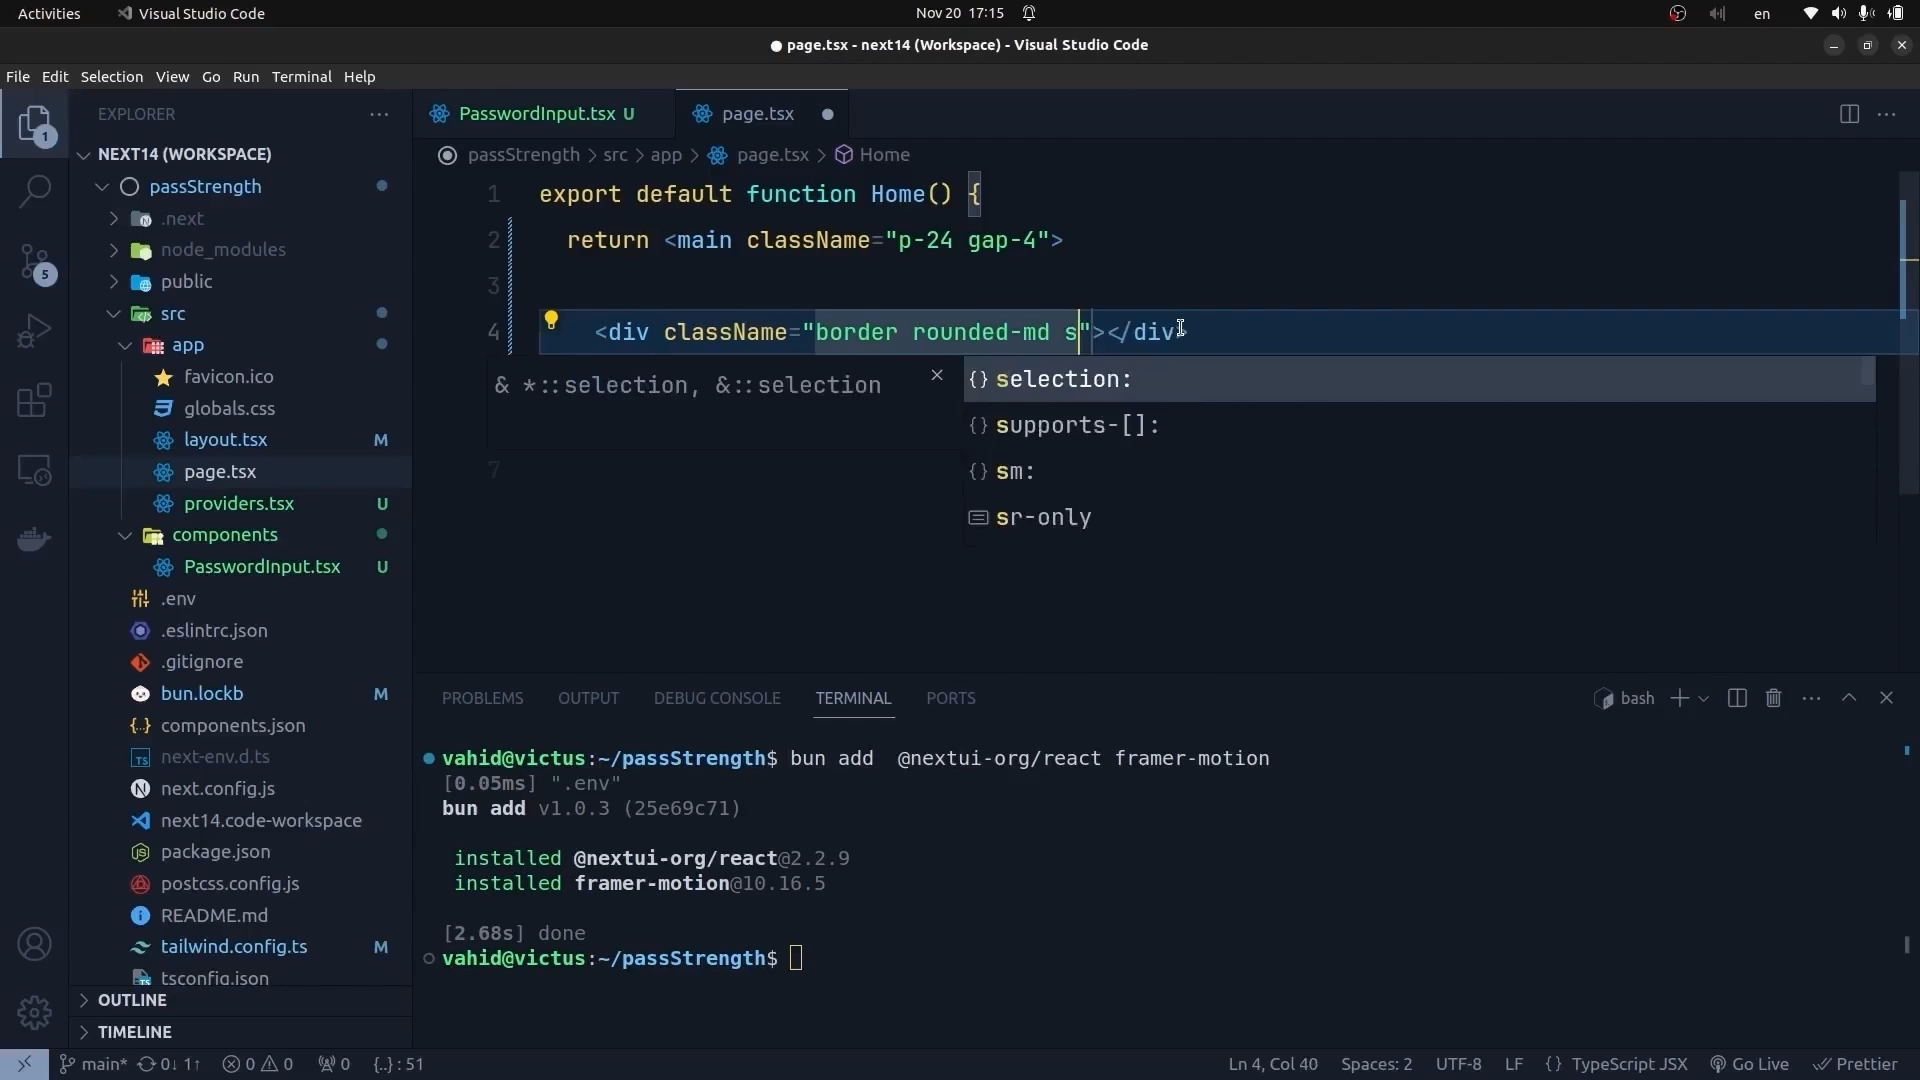 Activities Visual Studio Code Nov 20 17:15 en
page.tsx - next14 (Workspace) - Visual Studio Code
File Edit Selection View Go Run Terminal Help
EXPLORER
NEXT14 (WORKSPACE)
passStrength
.next
node_modules
public
src
app
favicon.ico
globals.css
layout.tsx M
page.tsx
providers.tsx U
components
PasswordInput.tsx U
.env
.eslintrc.json
.gitignore
bun.lockb M
components.json
next-env.d.ts
next.config.js
next14.code-workspace
package.json
postcss.config.js
README.md
tailwind.config.ts M
tsconfig.json
OUTLINE
TIMELINE
1
5
PasswordInput.tsx U page.tsx
passStrength > src > app > page.tsx > Home
1 export default function Home() {
2 return <main className="p-24 gap-4">
3
4 <div className="border rounded-md s"></div>
& *::selection, &::selection
selection:
supports-[]:
sm:
sr-only
7
PROBLEMS OUTPUT DEBUG CONSOLE TERMINAL PORTS bash
vahid@victus:~/passStrength$ bun add  @nextui-org/react framer-motion
[0.05ms] ".env"
bun add v1.0.3 (25e69c71)
installed @nextui-org/react@2.2.9
installed framer-motion@10.16.5
[2.68s] done
vahid@victus:~/passStrength$
main* 0↓ 1↑ 0 0 0 {..} : 51 Ln 4, Col 40 Spaces: 2 UTF-8 LF {} TypeScript JSX Go Live Prettier